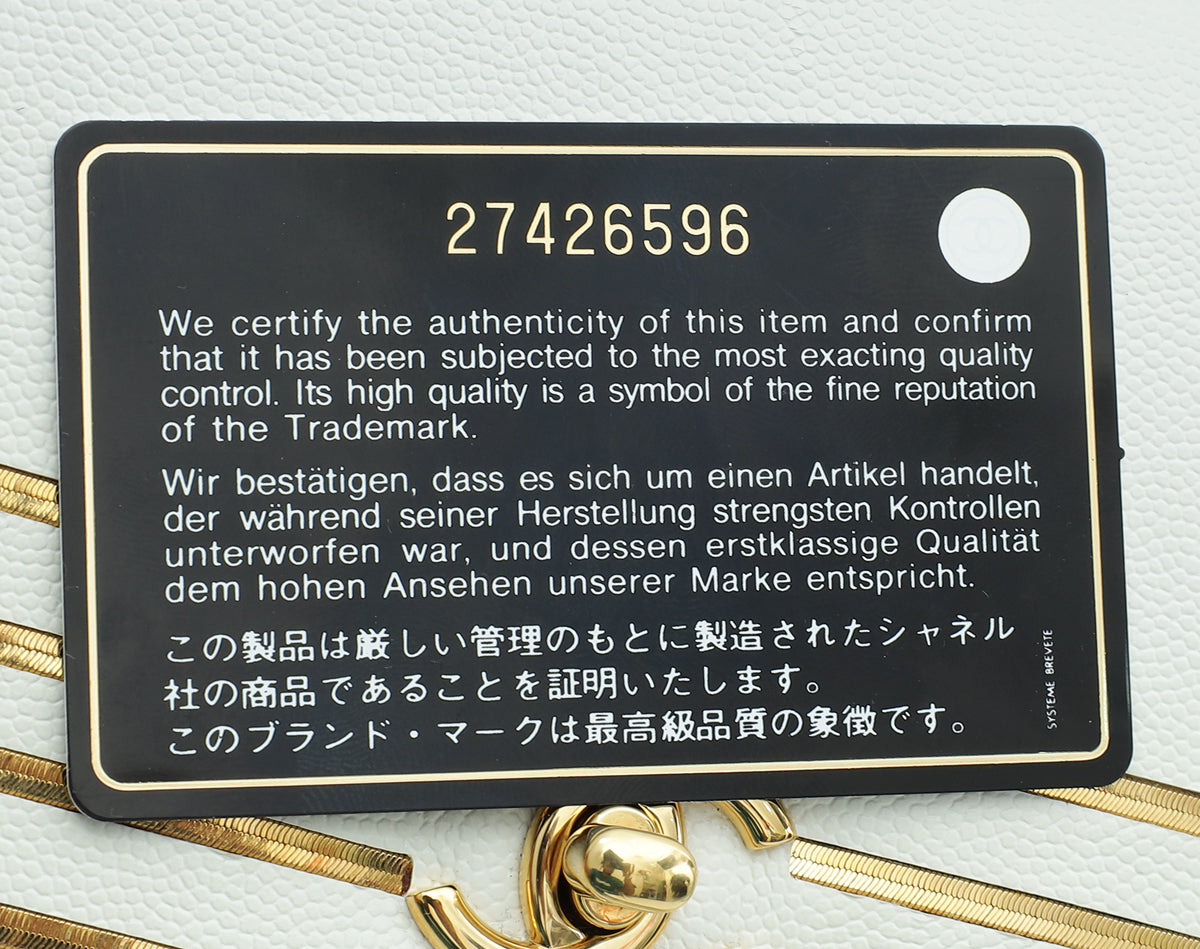 27426596
We certify the authenticity of this item and confirm
that it has been subjected to the most exacting quality
control. Its high quality is a symbol of the fine reputation
of the Trademark.
Wir bestätigen, dass es sich um einen Artikel handelt,
der während seiner Herstellung strengsten Kontrollen
unterworfen war, und dessen erstklassige Qualität
dem hohen Ansehen unserer Marke entspricht.
この製品は厳しい管理のもとに製造されたシャネル
社の商品であることを証明いたします。
このブランド・マークは最高級品質の象徴です。
SYSTEME BREVETE